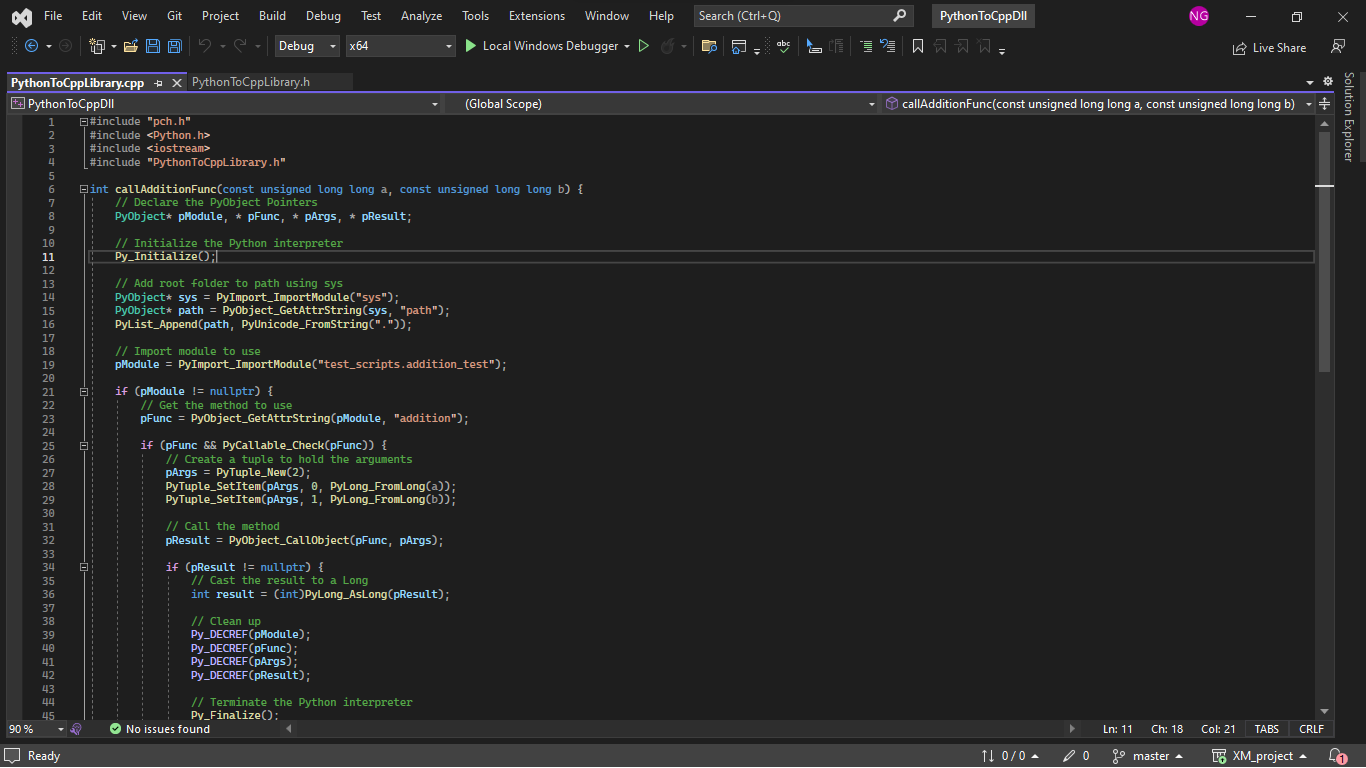 File Edit View Git Project Build Debug Test Analyze Tools Extensions Window Help Search (Ctrl+Q) PythonToCppDll NG
Debug x64 Local Windows Debugger abc Live Share
PythonToCppLibrary.cpp PythonToCppLibrary.h
PythonToCppDll (Global Scope) callAdditionFunc(const unsigned long long a, const unsigned long long b)
Solution Explorer
1 #include "pch.h"
2 #include <Python.h>
3 #include <iostream>
4 #include "PythonToCppLibrary.h"
5
6 int callAdditionFunc(const unsigned long long a, const unsigned long long b) {
7 // Declare the PyObject Pointers
8 PyObject* pModule, * pFunc, * pArgs, * pResult;
9
10 // Initialize the Python interpreter
11 Py_Initialize();
12
13 // Add root folder to path using sys
14 PyObject* sys = PyImport_ImportModule("sys");
15 PyObject* path = PyObject_GetAttrString(sys, "path");
16 PyList_Append(path, PyUnicode_FromString("."));
17
18 // Import module to use
19 pModule = PyImport_ImportModule("test_scripts.addition_test");
20
21 if (pModule != nullptr) {
22 // Get the method to use
23 pFunc = PyObject_GetAttrString(pModule, "addition");
24
25 if (pFunc && PyCallable_Check(pFunc)) {
26 // Create a tuple to hold the arguments
27 pArgs = PyTuple_New(2);
28 PyTuple_SetItem(pArgs, 0, PyLong_FromLong(a));
29 PyTuple_SetItem(pArgs, 1, PyLong_FromLong(b));
30
31 // Call the method
32 pResult = PyObject_CallObject(pFunc, pArgs);
33
34 if (pResult != nullptr) {
35 // Cast the result to a Long
36 int result = (int)PyLong_AsLong(pResult);
37
38 // Clean up
39 Py_DECREF(pModule);
40 Py_DECREF(pFunc);
41 Py_DECREF(pArgs);
42 Py_DECREF(pResult);
43
44 // Terminate the Python interpreter
45 Py_Finalize();
90 % No issues found Ln: 11 Ch: 18 Col: 21 TABS CRLF
Ready 0 / 0 0 master XM_project 1